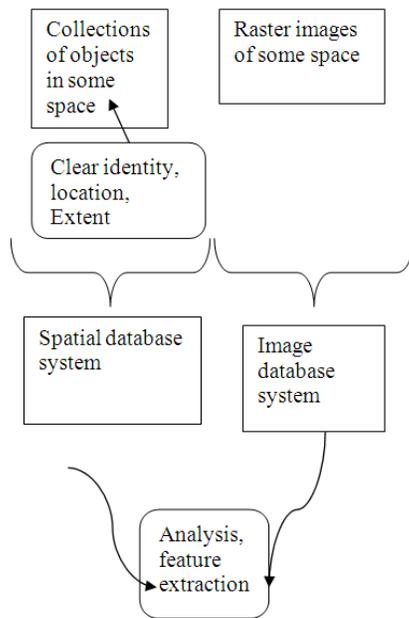 Collections
of objects
in some
space
Raster images
of some space
Clear identity,
location,
Extent
Spatial database
system
Image
database
system
Analysis,
feature
extraction